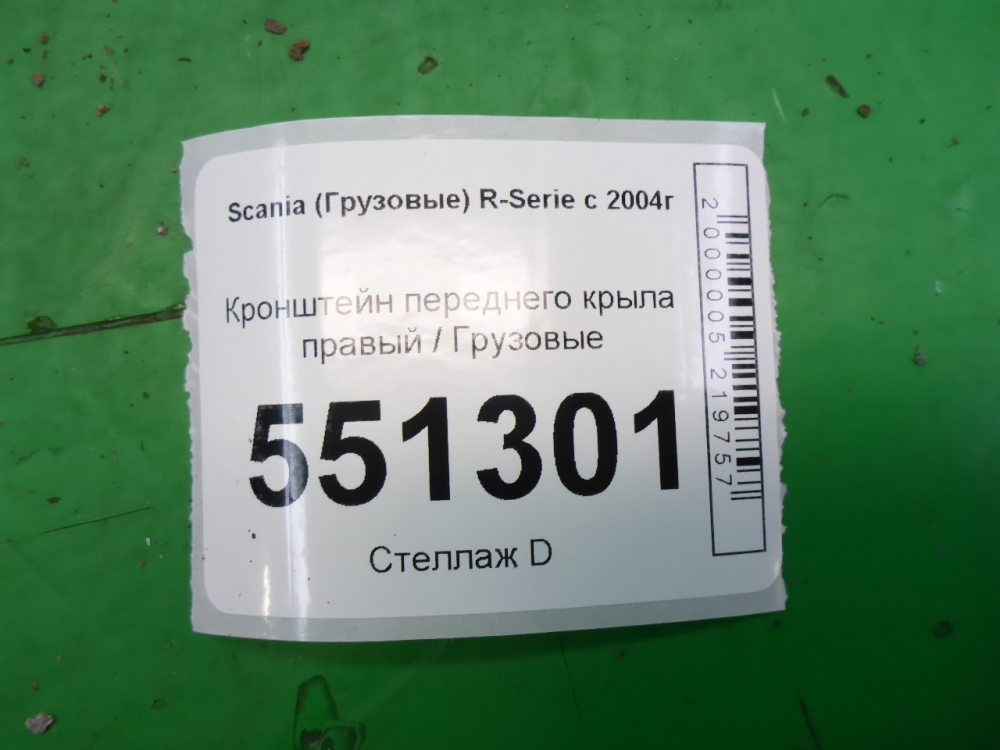 Scania (Грузовые) R-Serie с 2004г
Кронштейн переднего крыла
правый / Грузовые
551301
Стеллаж D
2000005219757